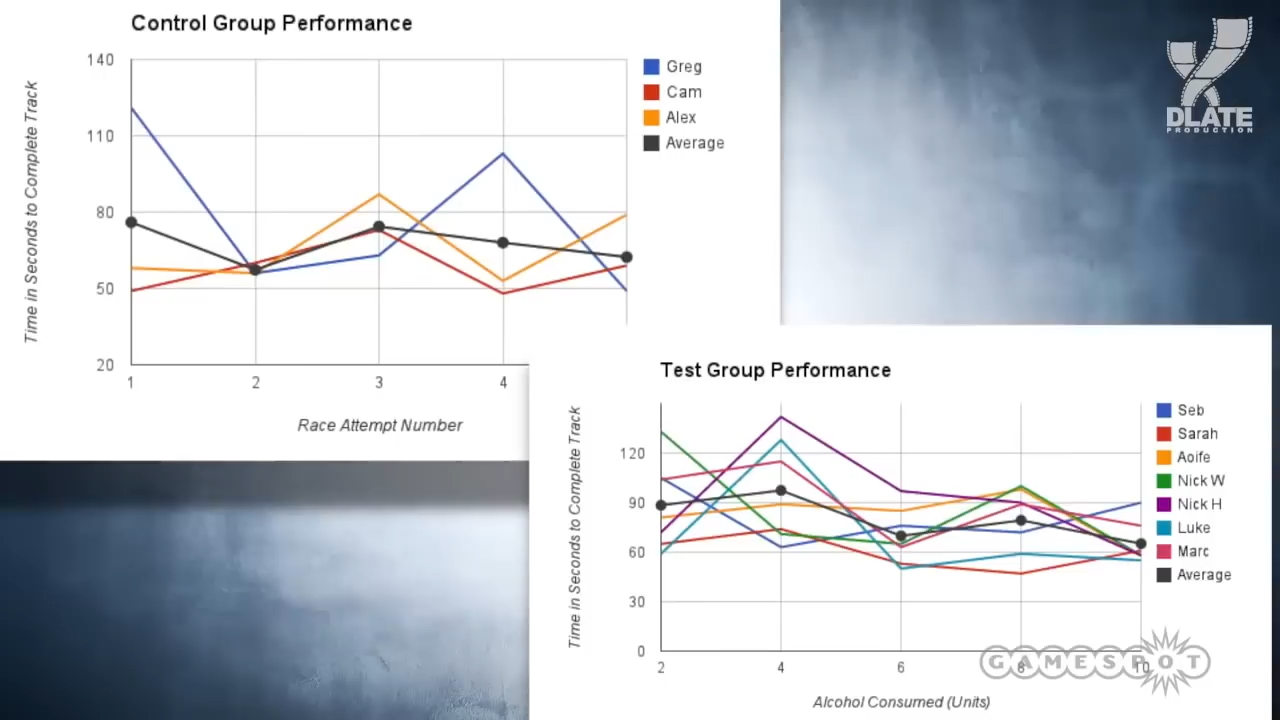 Control Group Performance
Time in Seconds to Complete Track
140
110
80
50
20
1
2
3
4
Race Attempt Number
Greg
Cam
Alex
Average
DLATE
PRODUCTION
Test Group Performance
Time in Seconds to Complete Track
120
90
60
30
0
2
4
6
8
10
Alcohol Consumed (Units)
Seb
Sarah
Aoife
Nick W
Nick H
Luke
Marc
Average
GAMESPOT